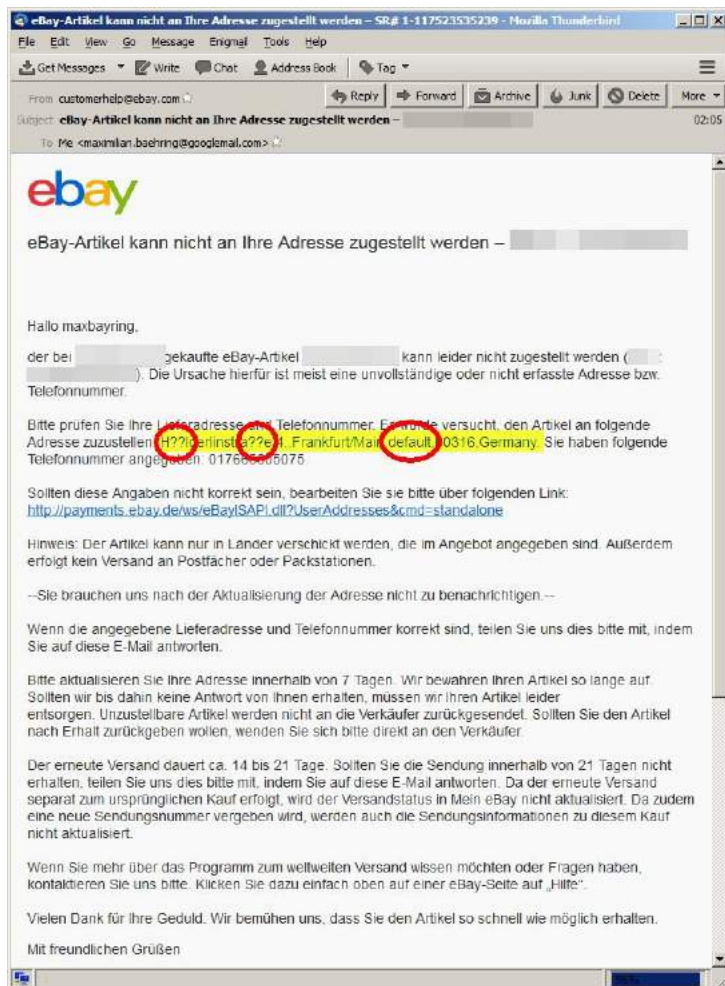 eBay-Artikel kann nicht an Ihre Adresse zugestellt werden – SR# 1-117523535239 - Mozilla Thunderbird
File Edit View Go Message Enigmail Tools Help
Get Messages Write Chat Address Book Tag
From customerhelp@ebay.com Reply Forward Archive Junk Delete More
Subject eBay-Artikel kann nicht an Ihre Adresse zugestellt werden – 02:05
To Me <maximilian.baehring@googlemail.com>
ebay
eBay-Artikel kann nicht an Ihre Adresse zugestellt werden –
Hallo maxbayring,
der bei gekaufte eBay-Artikel kann leider nicht zugestellt werden (
). Die Ursache hierfür ist meist eine unvollständige oder nicht erfasste Adresse bzw.
Telefonnummer.
Bitte prüfen Sie Ihre Lieferadresse und Telefonnummer. Es wurde versucht, den Artikel an folgende
Adresse zuzustellen: H??lderlinstra??e 4,.Frankfurt/Main,default, 60316,Germany. Sie haben folgende
Telefonnummer angegeben:
Sollten diese Angaben nicht korrekt sein, bearbeiten Sie sie bitte über folgenden Link:
http://payments.ebay.de/ws/eBayISAPI.dll?UserAddresses&cmd=standalone
Hinweis: Der Artikel kann nur in Länder verschickt werden, die im Angebot angegeben sind. Außerdem
erfolgt kein Versand an Postfächer oder Packstationen.
--Sie brauchen uns nach der Aktualisierung der Adresse nicht zu benachrichtigen.--
Wenn die angegebene Lieferadresse und Telefonnummer korrekt sind, teilen Sie uns dies bitte mit, indem
Sie auf diese E-Mail antworten.
Bitte aktualisieren Sie Ihre Adresse innerhalb von 7 Tagen. Wir bewahren Ihren Artikel so lange auf.
Sollten wir bis dahin keine Antwort von Ihnen erhalten, müssen wir Ihren Artikel leider
entsorgen. Unzustellbare Artikel werden nicht an die Verkäufer zurückgesendet. Sollten Sie den Artikel
nach Erhalt zurückgeben wollen, wenden Sie sich bitte direkt an den Verkäufer.
Der erneute Versand dauert ca. 14 bis 21 Tage. Sollten Sie die Sendung innerhalb von 21 Tagen nicht
erhalten, teilen Sie uns dies bitte mit, indem Sie auf diese E-Mail antworten. Da der erneute Versand
separat zum ursprünglichen Kauf erfolgt, wird der Versandstatus in Mein eBay nicht aktualisiert. Da zudem
eine neue Sendungsnummer vergeben wird, werden auch die Sendungsinformationen zu diesem Kauf
nicht aktualisiert.
Wenn Sie mehr über das Programm zum weltweiten Versand wissen möchten oder Fragen haben,
kontaktieren Sie uns bitte. Klicken Sie dazu einfach oben auf einer eBay-Seite auf „Hilfe“.
Vielen Dank für Ihre Geduld. Wir bemühen uns, dass Sie den Artikel so schnell wie möglich erhalten.
Mit freundlichen Grüßen